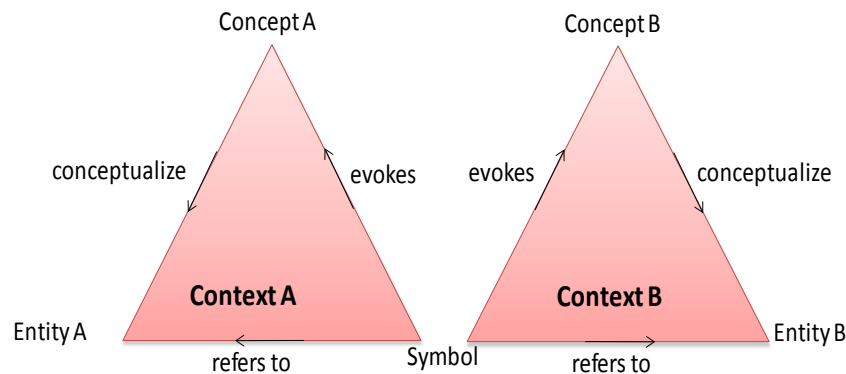 Concept A
Concept B
conceptualize
evokes
evokes
conceptualize
Context A
Context B
Entity A
Symbol
Entity B
refers to
refers to